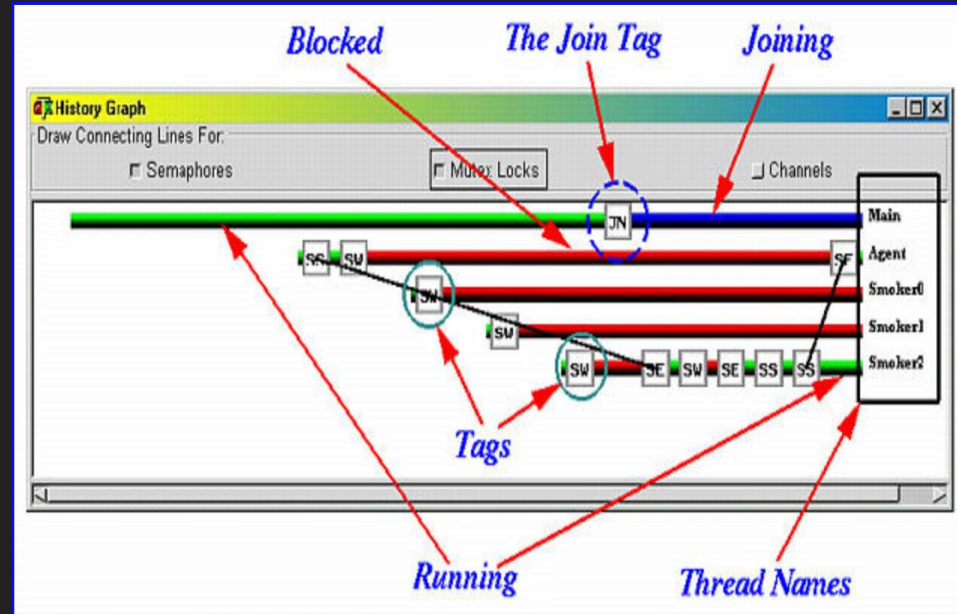 Blocked The Join Tag Joining
History Graph
Draw Connecting Lines For:
Semaphores Mutex Locks Channels
JN Main
SS SW SE Agent
SW Smoker0
SW Smoker1
SW SE SW SE SS SS Smoker2
Tags
Running Thread Names